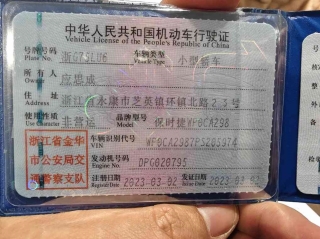 中华人民共和国机动车行驶证
Vehicle License of the People's Republic of China
号牌号码 浙G75L06 车辆类型 小型轿车
Plate No. Vehicle Type
所有人 应思成
Owner
住址 浙江省永康市芝英镇环镇北路23号
Address
使用性质 非营运 品牌型号 保时捷WP0CA298
Use Character Model
浙江省金华
市公安局交
通警察支队
车辆识别代号
VIN
发动机号码 DPG020795
Engine No.
注册日期 2023-03-02 发证日期 2023-03-02
Register Date Issue Date